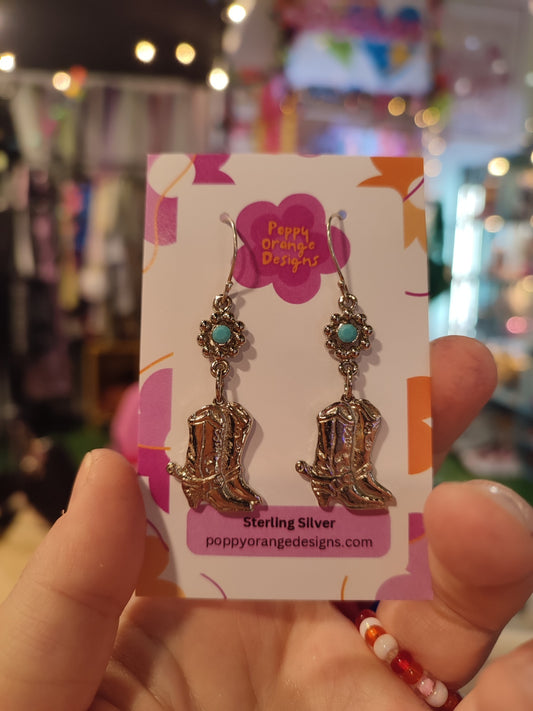 Poppy
Orange
Designs
Sterling Silver
poppyorangedesigns.com